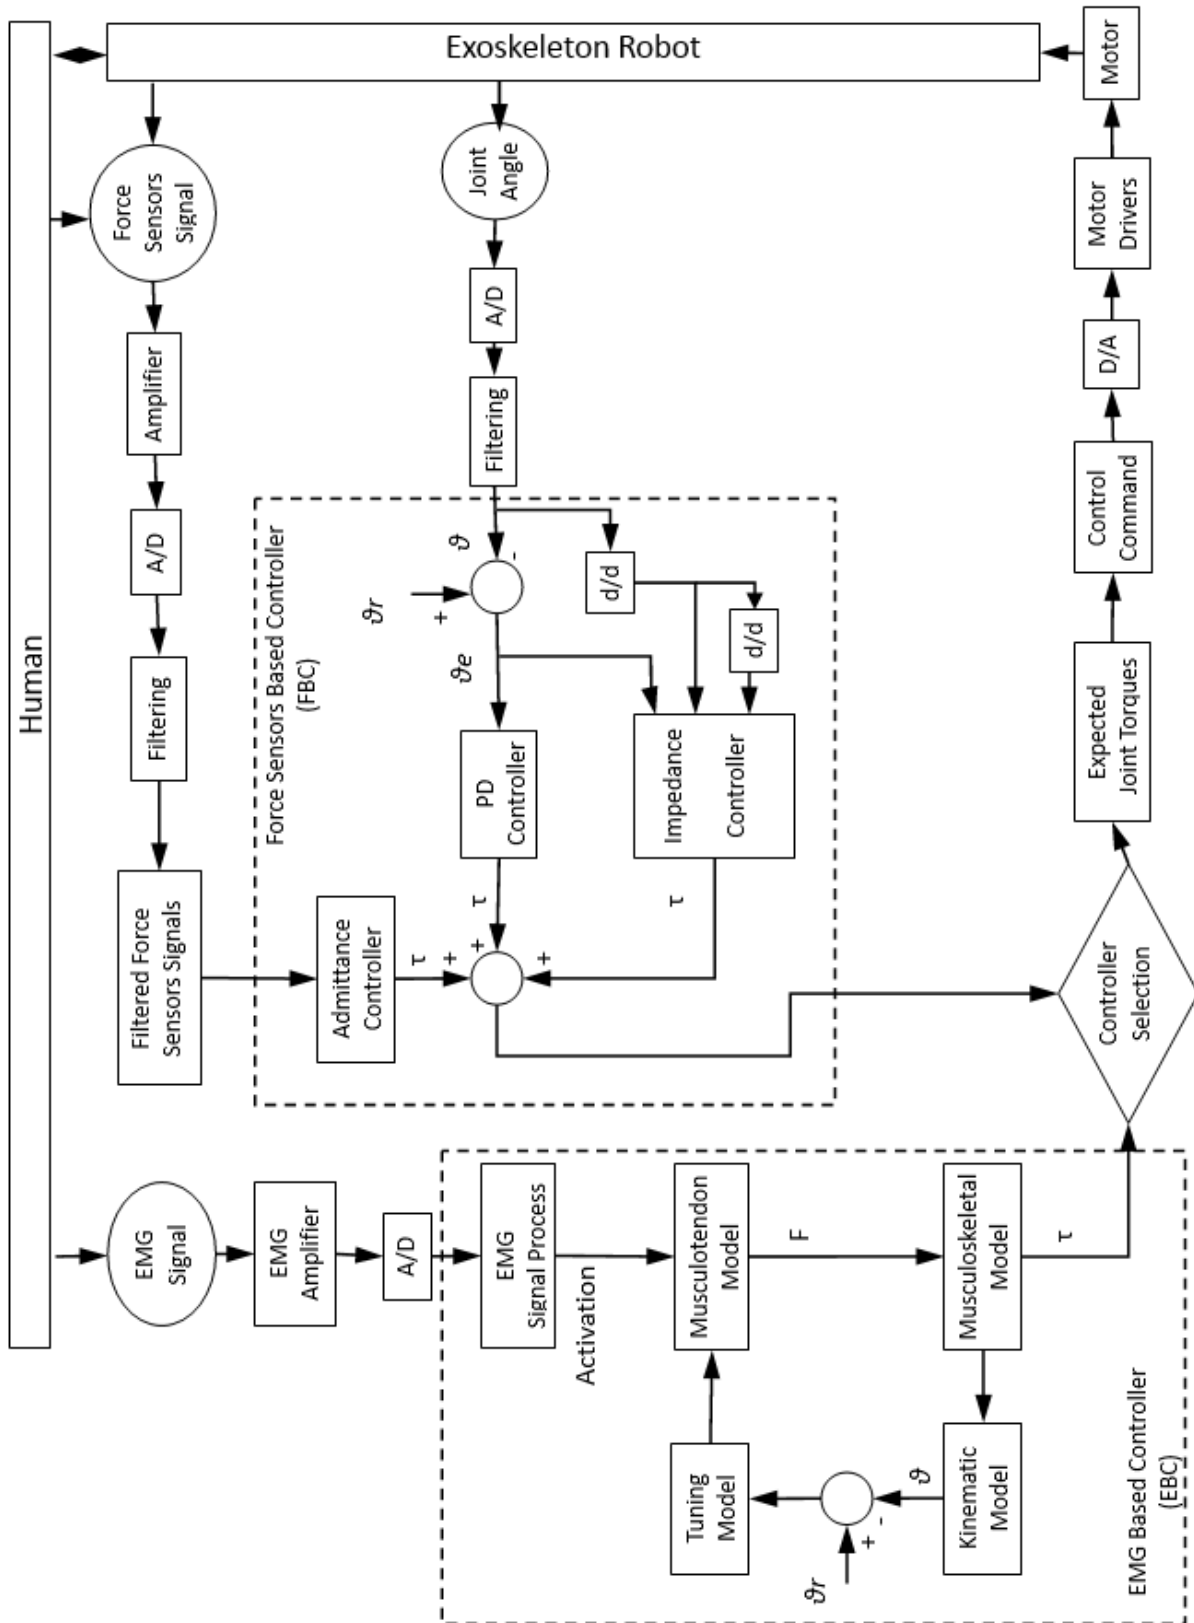 Human
Exoskeleton Robot
EMG
Signal
EMG
Amplifier
A/D
EMG
Signal Process
Activation
Musculotendon
Model
F
Musculoskeletal
Model
τ
Tuning
Model
ϑr
+
-
ϑ
Kinematic
Model
EMG Based Controller
(EBC)
Force
Sensors
Signal
Amplifier
A/D
Filtering
Filtered Force
Sensors Signals
Force Sensors Based Controller
(FBC)
Admittance
Controller
τ
+
+
+
τ
PD
Controller
ϑe
ϑr
+
-
ϑ
Joint
Angle
A/D
Filtering
d/d
d/d
Impedance
Controller
τ
Controller
Selection
Expected
Joint Torques
Control
Command
D/A
Motor
Drivers
Motor